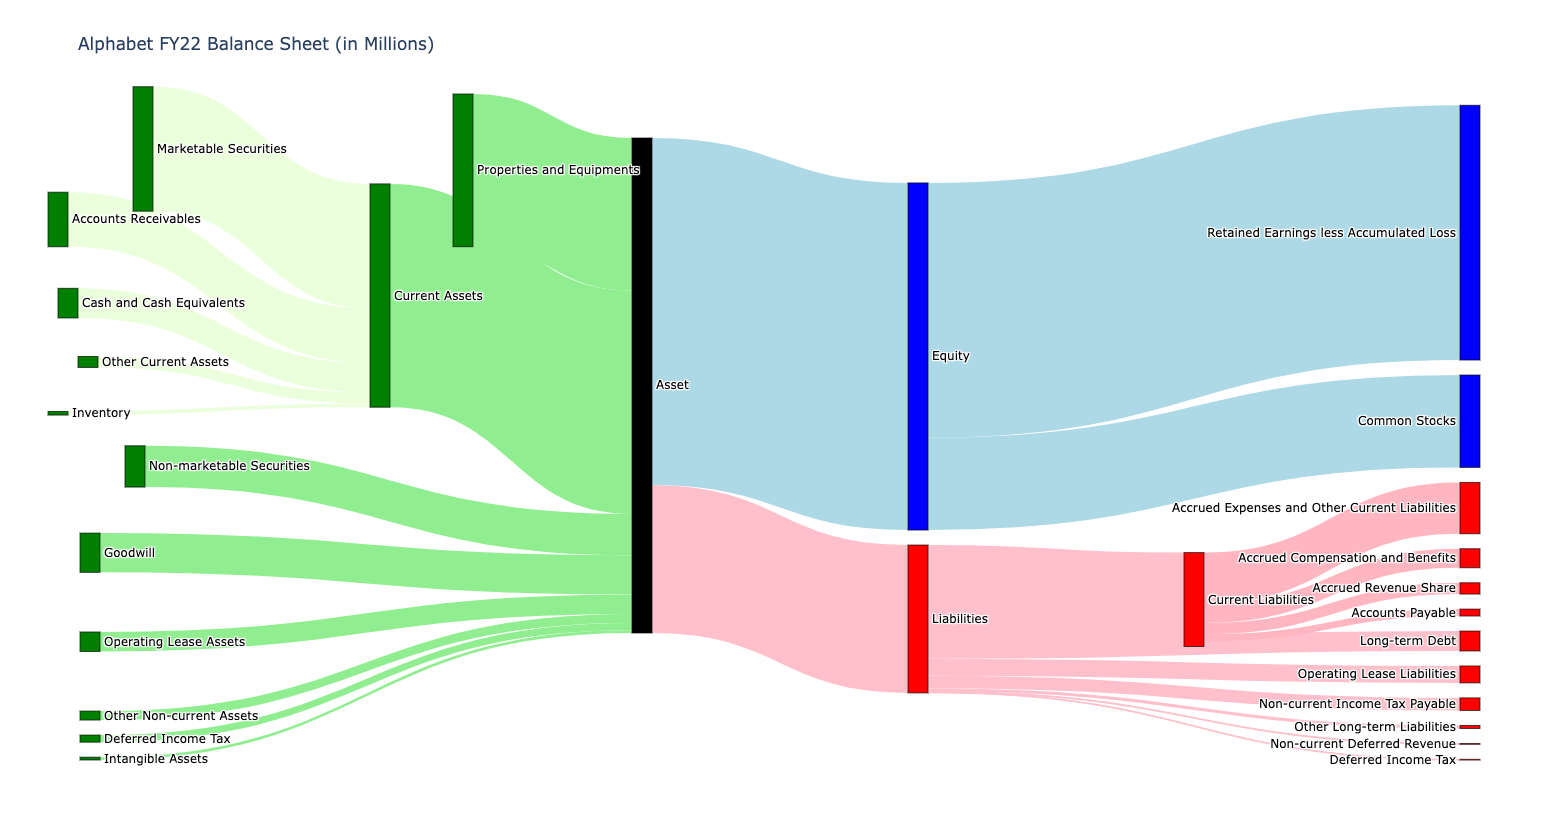 Alphabet FY22 Balance Sheet (in Millions)
Marketable Securities
Accounts Receivables
Cash and Cash Equivalents
Other Current Assets
Inventory
Current Assets
Properties and Equipments
Non-marketable Securities
Goodwill
Operating Lease Assets
Other Non-current Assets
Deferred Income Tax
Intangible Assets
Asset
Equity
Liabilities
Retained Earnings less Accumulated Loss
Common Stocks
Current Liabilities
Accrued Expenses and Other Current Liabilities
Accrued Compensation and Benefits
Accrued Revenue Share
Accounts Payable
Long-term Debt
Operating Lease Liabilities
Non-current Income Tax Payable
Other Long-term Liabilities
Non-current Deferred Revenue
Deferred Income Tax